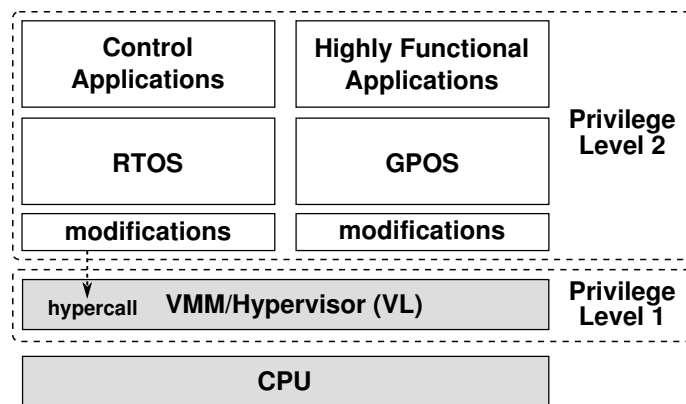 Control
Applications
Highly Functional
Applications
Privilege
Level 2
RTOS
GPOS
modifications
modifications
hypercall
VMM/Hypervisor (VL)
Privilege
Level 1
CPU